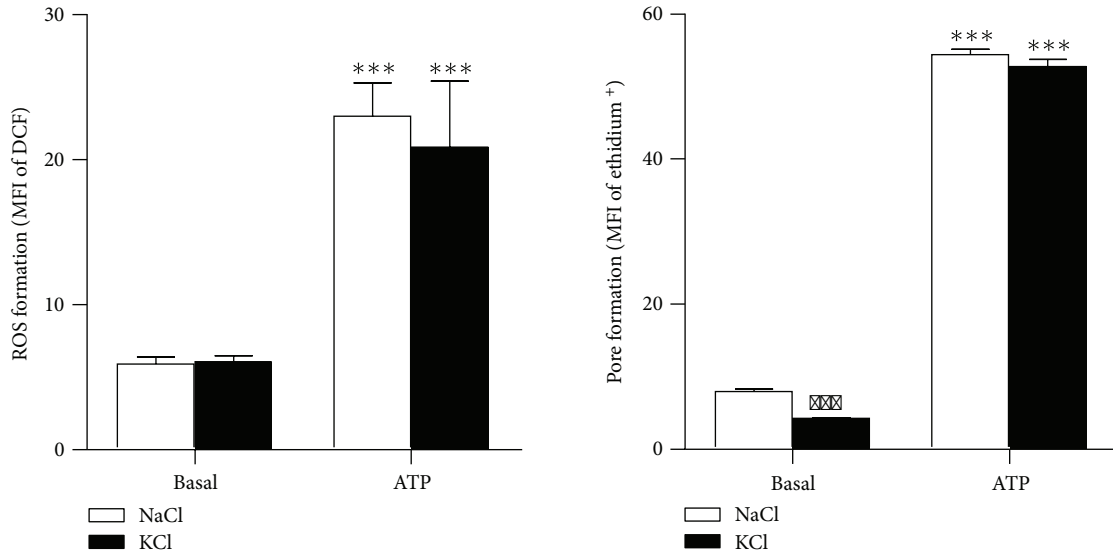 ROS formation (MFI of DCF)
30
20
10
0
*** ***
Basal ATP
NaCl
KCl
Pore formation (MFI of ethidium +)
60
40
20
0
*** ***
Basal ATP
NaCl
KCl